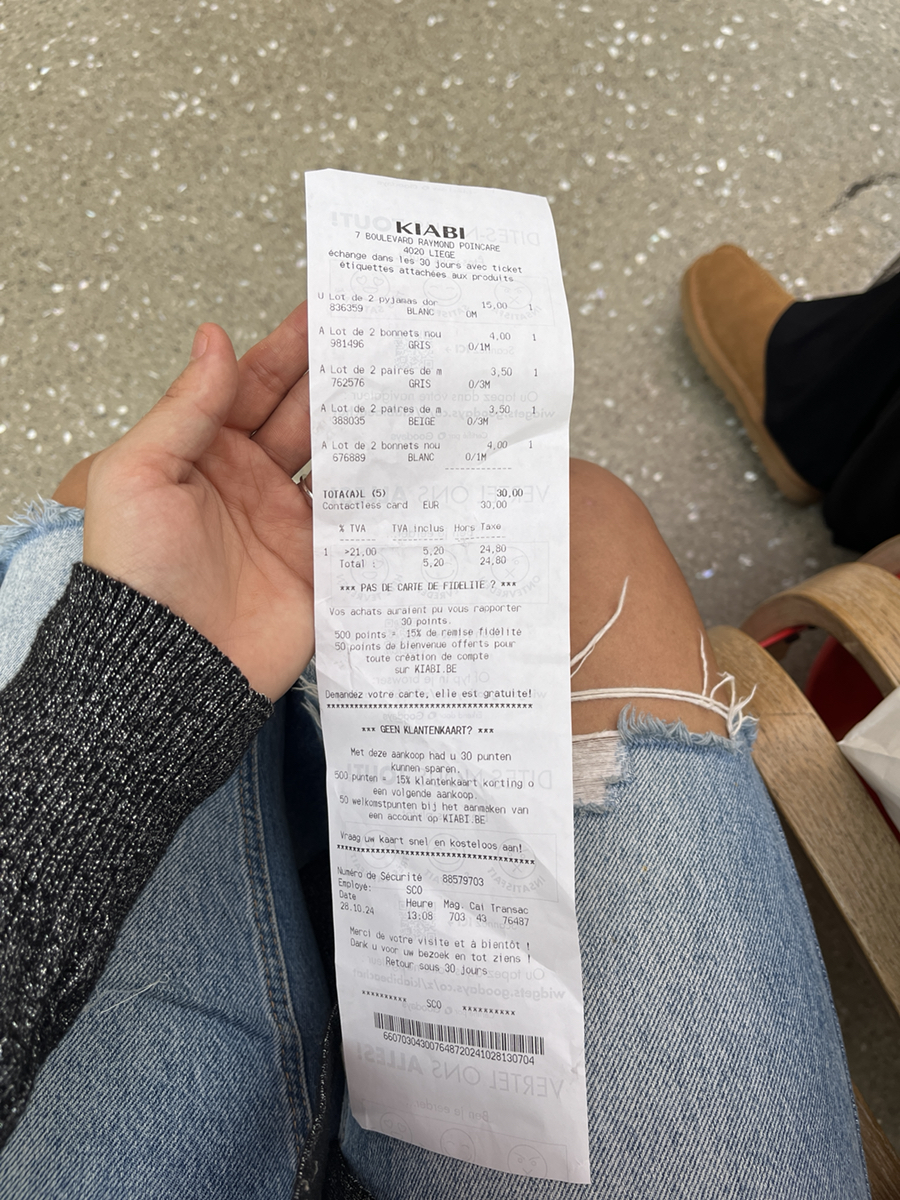 KIABI
7 BOULEVARD RAYMOND POINCARE
4020 LIEGE
échange dans les 30 jours avec ticket
étiquettes attachées aux produits.
U Lot de 2 pyjamas dor 15,00 1
836359 BLANC 0M
A Lot de 2 bonnets nou 4,00 1
981496 GRIS 0/1M
A Lot de 2 paires de m 3,50 1
762576 GRIS 0/3M
A Lot de 2 paires de m 3,50 1
388035 BEIGE 0/3M
A Lot de 2 bonnets nou 4,00 1
676889 BLANC 0/1M
------------
TOTA(A)L (5) 30,00
Contactless card EUR 30,00
% TVA TVA inclus Hors Taxe
1 >21,00 5,20 24,80
Total : 5,20 24,80
*** PAS DE CARTE DE FIDELITE ? ***
Vos achats auraient pu vous rapporter
30 points.
500 points = 15% de remise fidélité
50 points de bienvenue offerts pour
toute création de compte
sur KIABI.BE
Demandez votre carte, elle est gratuite!
****************************************
*** GEEN KLANTENKAART? ***
Met deze aankoop had u 30 punten
kunnen sparen.
500 punten = 15% klantenkaart korting o
een volgende aankoop.
50 welkomstpunten bij het aanmaken van
een account op KIABI.BE
Vraag uw kaart snel en kosteloos aan!
****************************************
Numéro de Sécurité 88579703
Employé: SCO
Date Heure Mag. Cai Transac
28.10.24 13:08 703 43 76487
Merci de votre visite et à bientôt !
Dank u voor uw bezoek en tot ziens !
Retour sous 30 jours
********** SCO **********
66070304300764872024102813​0704